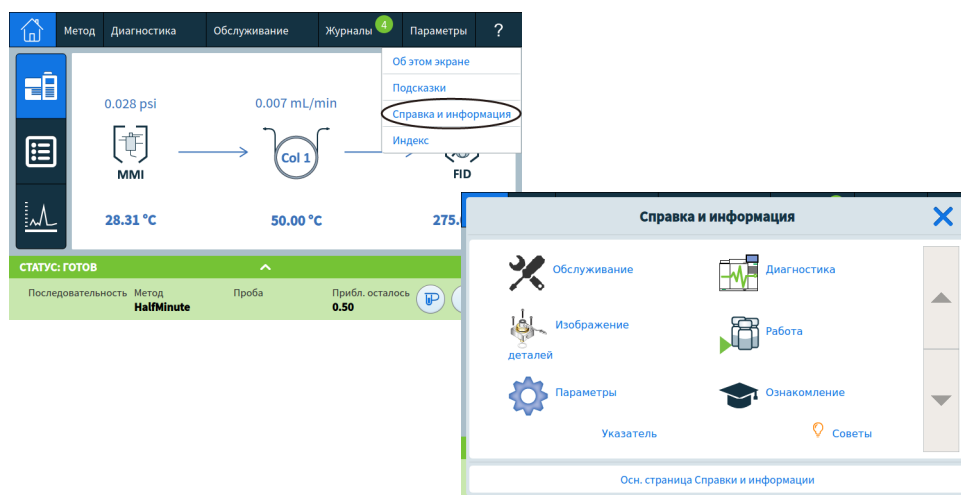 Метод Диагностика Обслуживание Журналы 4 Параметры ?
Об этом экране
Подсказки
Справка и информация
Индекс
0.028 psi 0.007 mL/min
Col 1
MMI FID
28.31 °C 50.00 °C 275.
СТАТУС: ГОТОВ
Последовательность Метод Проба Прибл. осталось
HalfMinute 0.50
Справка и информация
Обслуживание Диагностика
Изображение деталей Работа
Параметры Ознакомление
Указатель Советы
Осн. страница Справки и информации